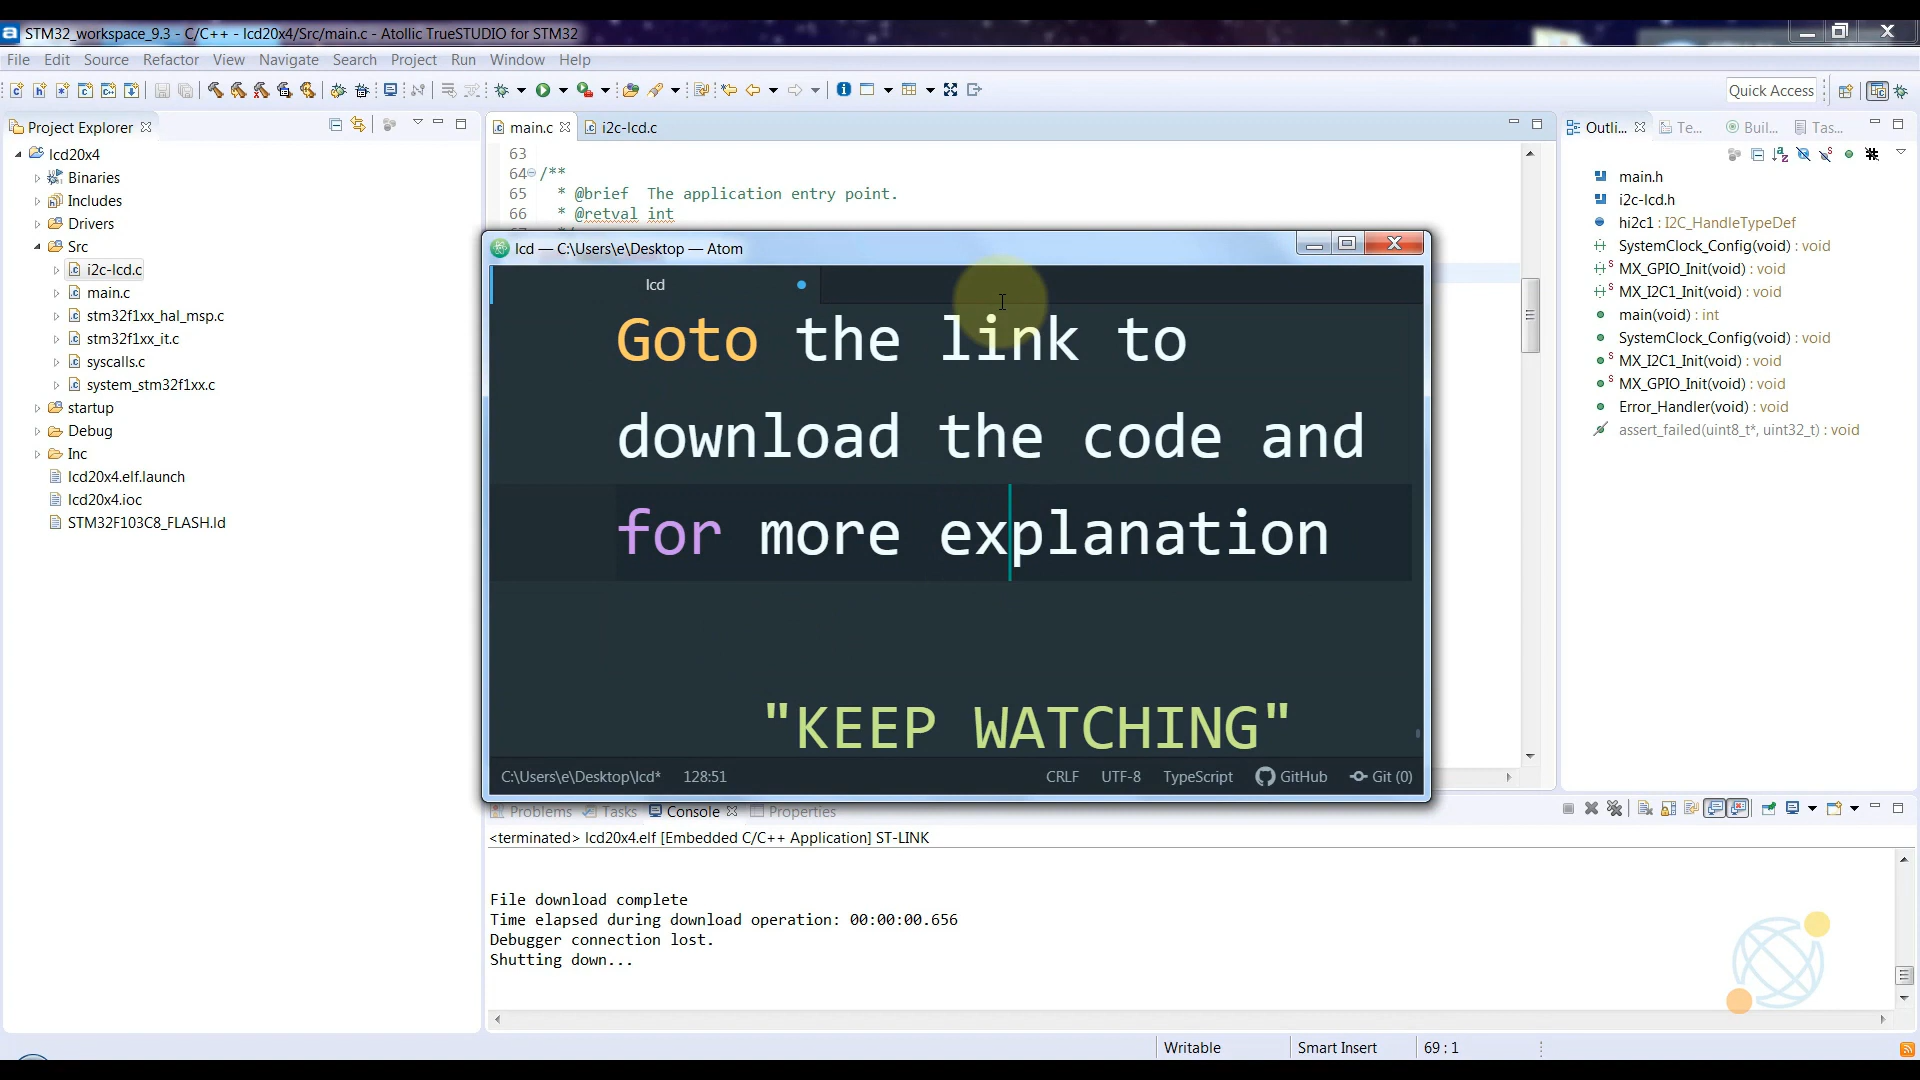 STM32_workspace_9.3 - C/C++ - lcd20x4/Src/main.c - Atollic TrueSTUDIO for STM32
File Edit Source Refactor View Navigate Search Project Run Window Help
Quick Access
Project Explorer
main.c
i2c-lcd.c
Outli...
Te...
Buil...
Tas...
lcd20x4
Binaries
Includes
Drivers
Src
i2c-lcd.c
main.c
stm32f1xx_hal_msp.c
stm32f1xx_it.c
syscalls.c
system_stm32f1xx.c
startup
Debug
Inc
lcd20x4.elf.launch
lcd20x4.ioc
STM32F103C8_FLASH.ld
63
64 /**
65 * @brief The application entry point.
66 * @retval int
lcd — C:\Users\e\Desktop — Atom
lcd
Goto the link to
download the code and
for more explanation
"KEEP WATCHING"
C:\Users\e\Desktop\lcd* 128:51 CRLF UTF-8 TypeScript GitHub Git (0)
main.h
i2c-lcd.h
hi2c1 : I2C_HandleTypeDef
SystemClock_Config(void) : void
MX_GPIO_Init(void) : void
MX_I2C1_Init(void) : void
main(void) : int
SystemClock_Config(void) : void
MX_I2C1_Init(void) : void
MX_GPIO_Init(void) : void
Error_Handler(void) : void
assert_failed(uint8_t*, uint32_t) : void
Problems Tasks Console Properties
<terminated> lcd20x4.elf [Embedded C/C++ Application] ST-LINK
File download complete
Time elapsed during download operation: 00:00:00.656
Debugger connection lost.
Shutting down...
Writable Smart Insert 69 : 1